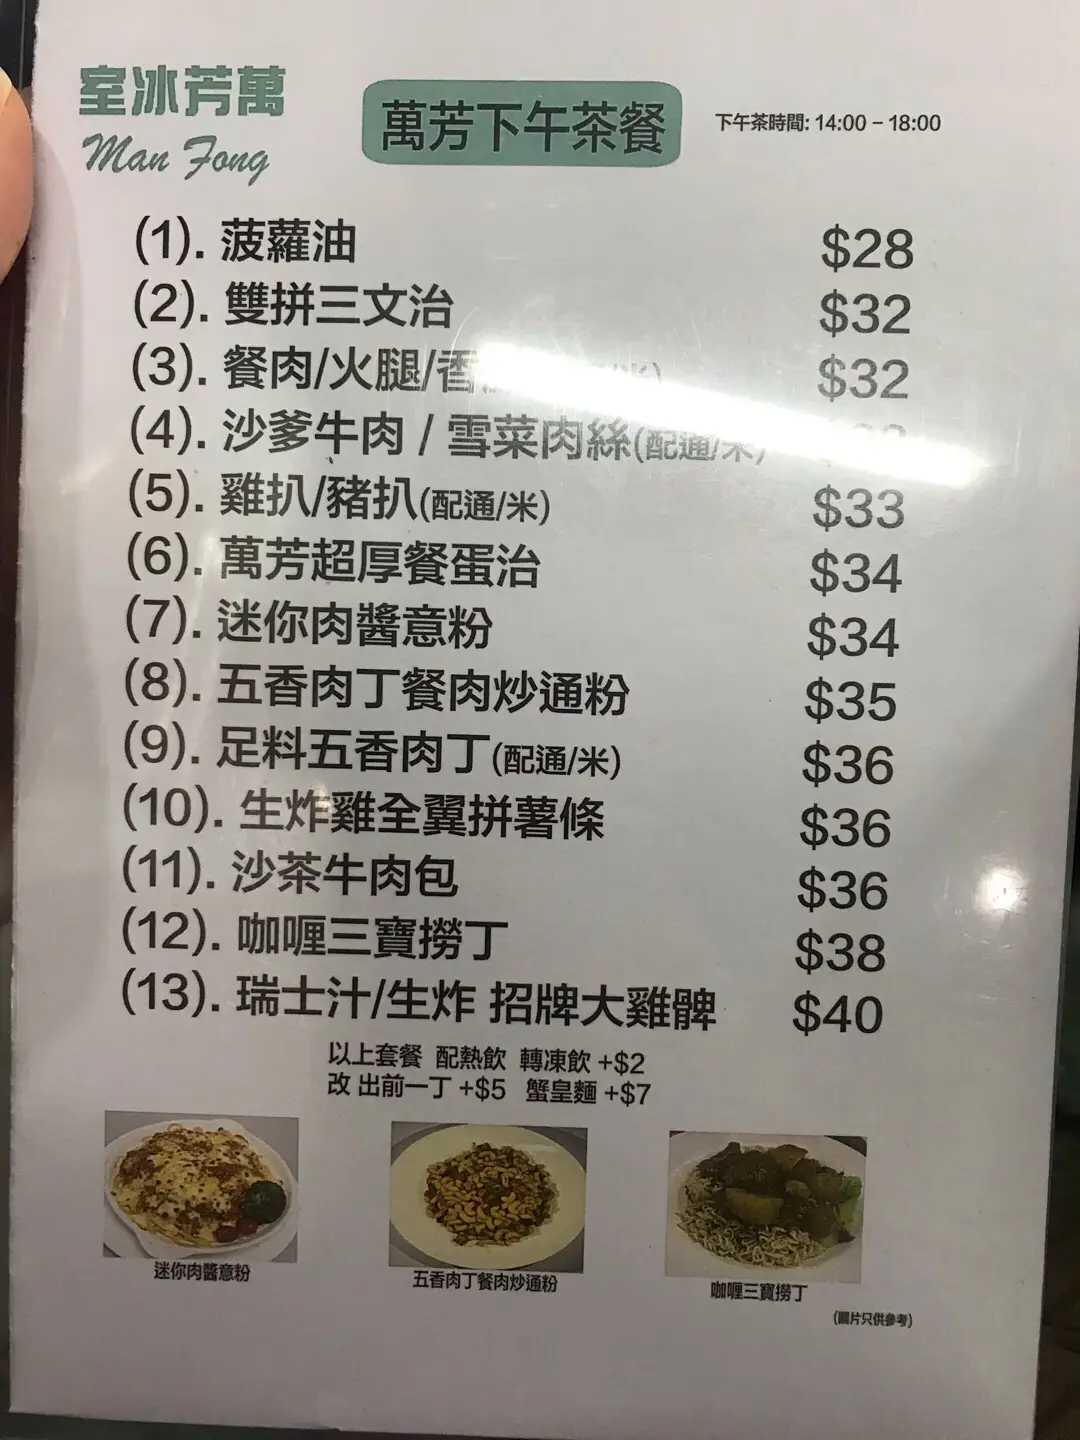 室冰芳萬
Man Fong
萬芳下午茶餐
下午茶時間: 14:00 – 18:00
(1). 菠蘿油 $28
(2). 雙拼三文治 $32
(3). 餐肉/火腿/香 米) $32
(4). 沙爹牛肉 / 雪菜肉絲(配通/米)
(5). 雞扒/豬扒(配通/米) $33
(6). 萬芳超厚餐蛋治 $34
(7). 迷你肉醬意粉 $34
(8). 五香肉丁餐肉炒通粉 $35
(9). 足料五香肉丁(配通/米) $36
(10). 生炸雞全翼拼薯條 $36
(11). 沙茶牛肉包 $36
(12). 咖喱三寶撈丁 $38
(13). 瑞士汁/生炸 招牌大雞髀 $40
以上套餐 配熱飲 轉凍飲 +$2
改 出前一丁 +$5 蟹皇麵 +$7
迷你肉醬意粉
五香肉丁餐肉炒通粉
咖喱三寶撈丁
(圖片只供參考)